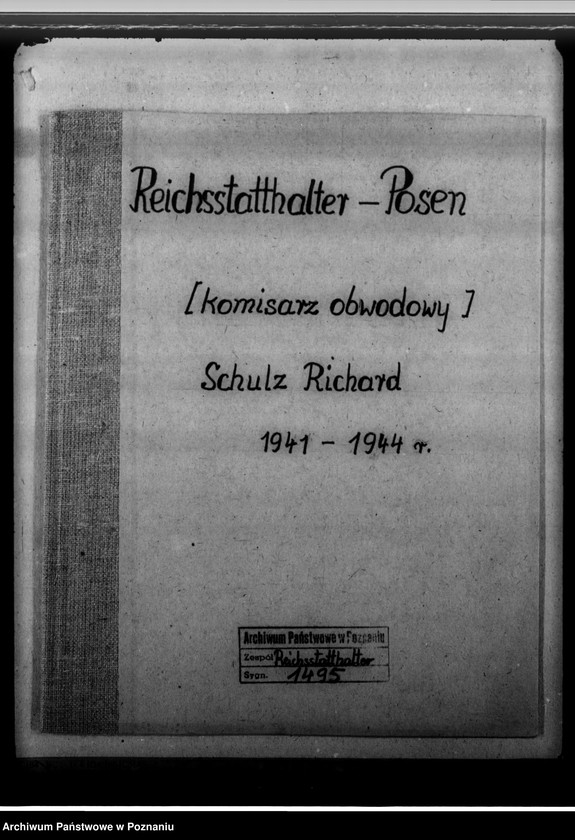 Reichsstatthalter – Posen
[komisarz obwodowy]
Schulz Richard
1941 – 1944 r.
Archiwum Państwowe w Poznaniu
Zespół Reichsstatthalter
Sygn. 1495
Archiwum Państwowe w Poznaniu